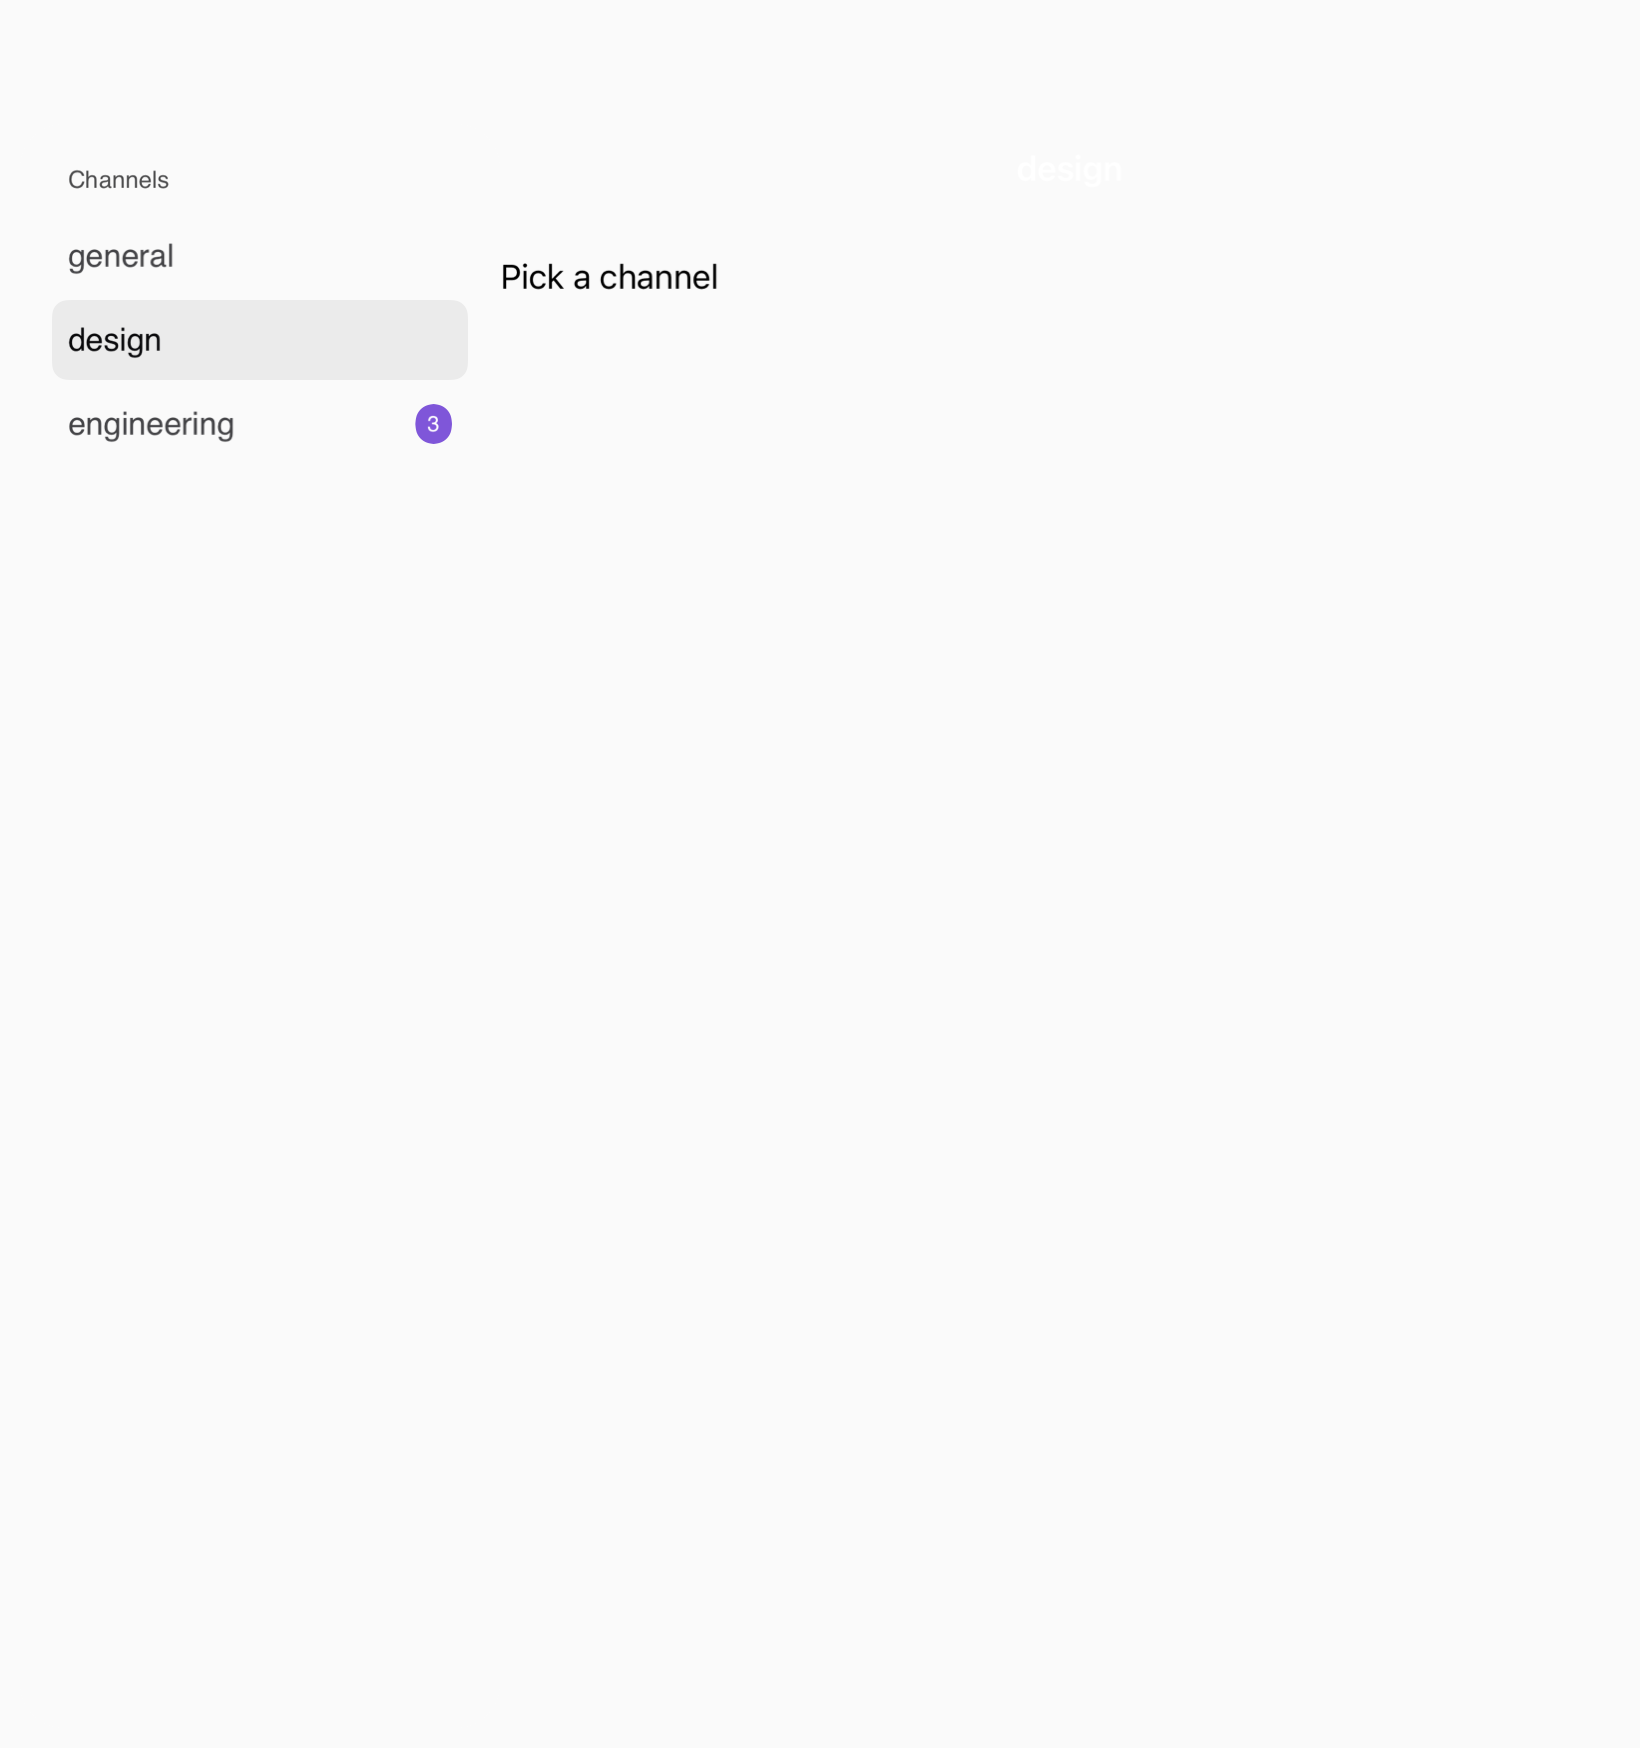 Channels
general
design
engineering 3
design
Pick a channel